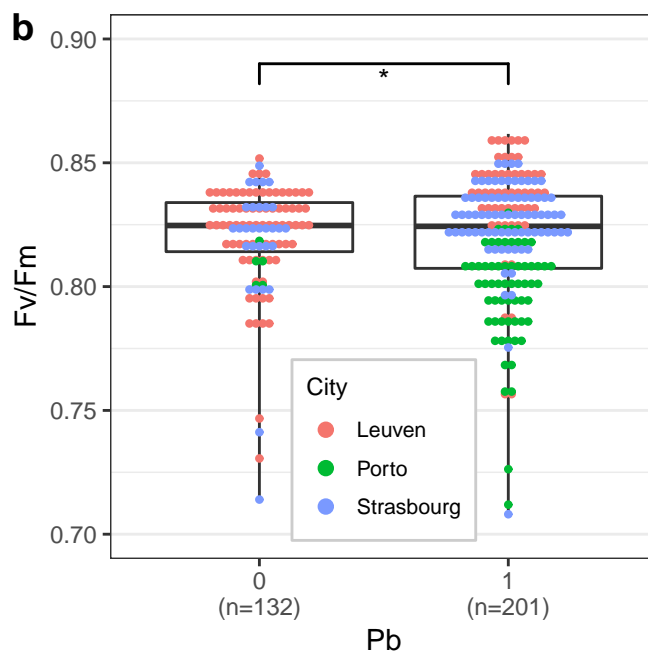 b
Fv/Fm
0.90
0.85
0.80
0.75
0.70
*
City
Leuven
Porto
Strasbourg
0
(n=132)
1
(n=201)
Pb